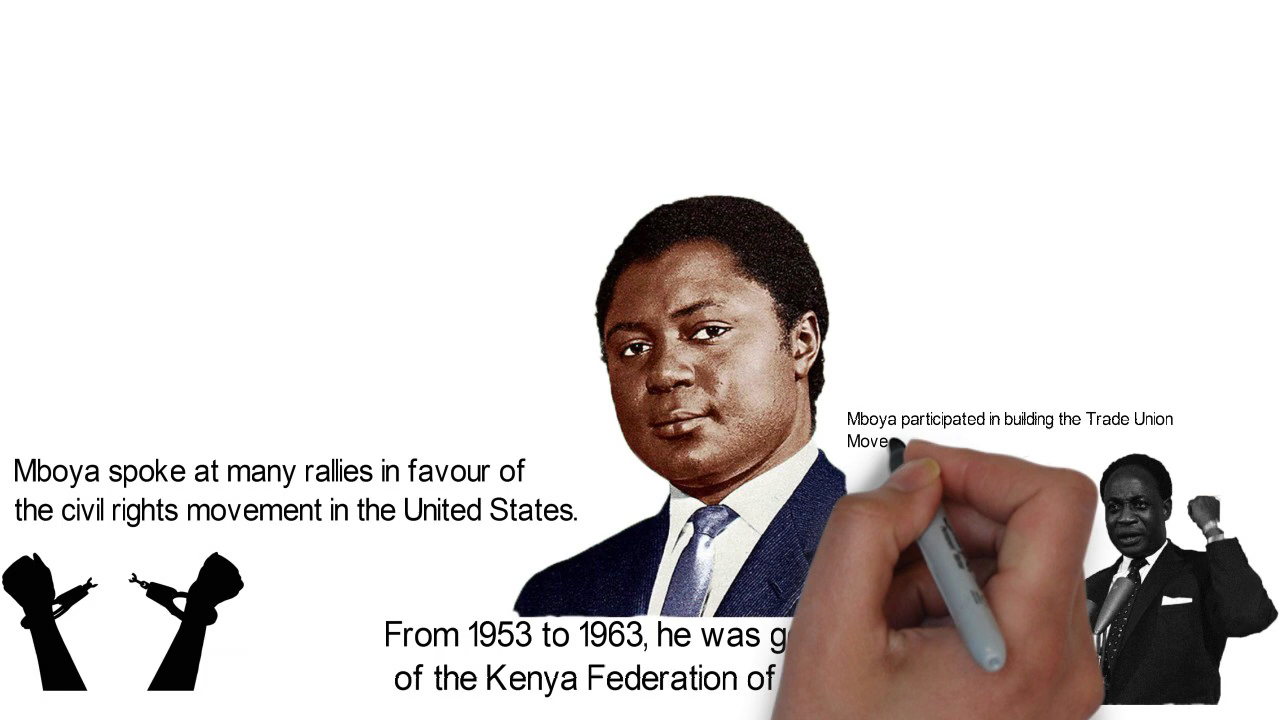 Mboya participated in building the Trade Union
Move
Mboya spoke at many rallies in favour of
the civil rights movement in the United States.
From 1953 to 1963, he was g
of the Kenya Federation of